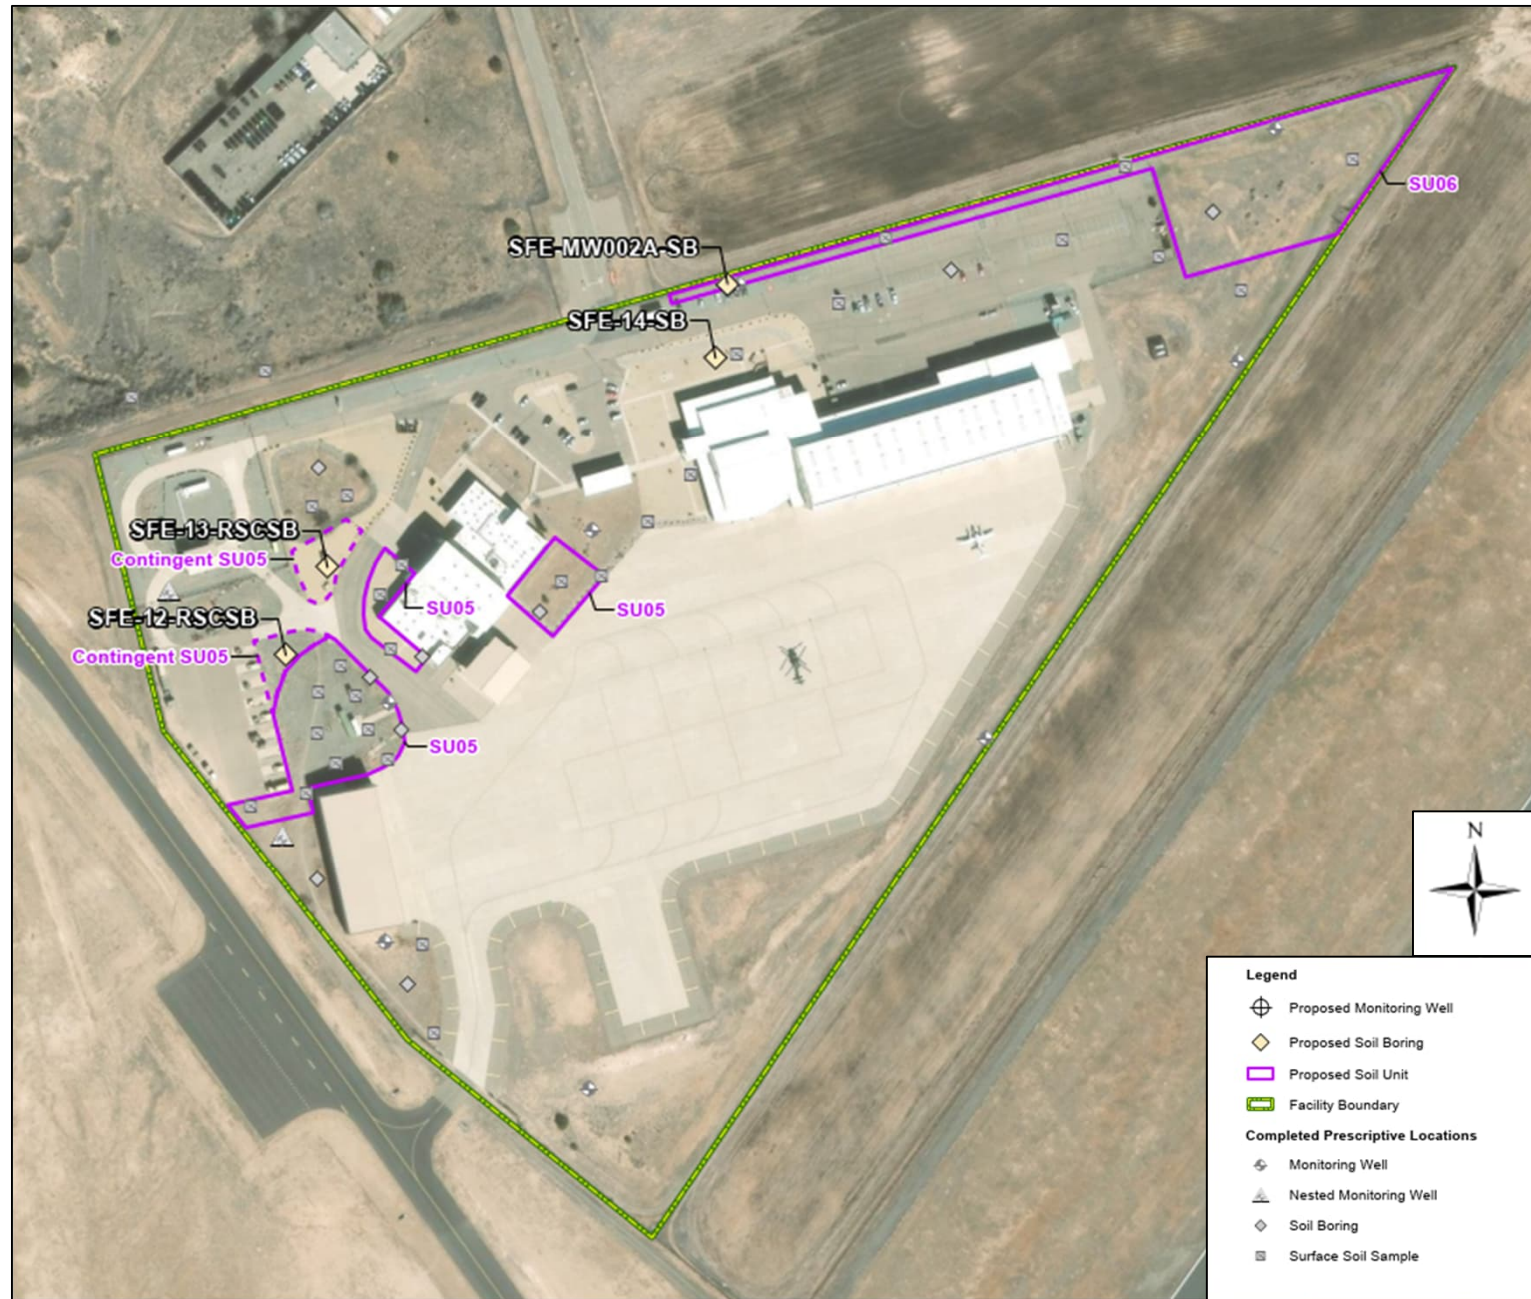 SU06
SFE-MW002A-SB
SFE-14-SB
SFE-13-RSCSB
Contingent SU05
SU05
SU05
SFE-12-RSCSB
Contingent SU05
SU05
N
Legend
Proposed Monitoring Well
Proposed Soil Boring
Proposed Soil Unit
Facility Boundary
Completed Prescriptive Locations
Monitoring Well
Nested Monitoring Well
Soil Boring
Surface Soil Sample